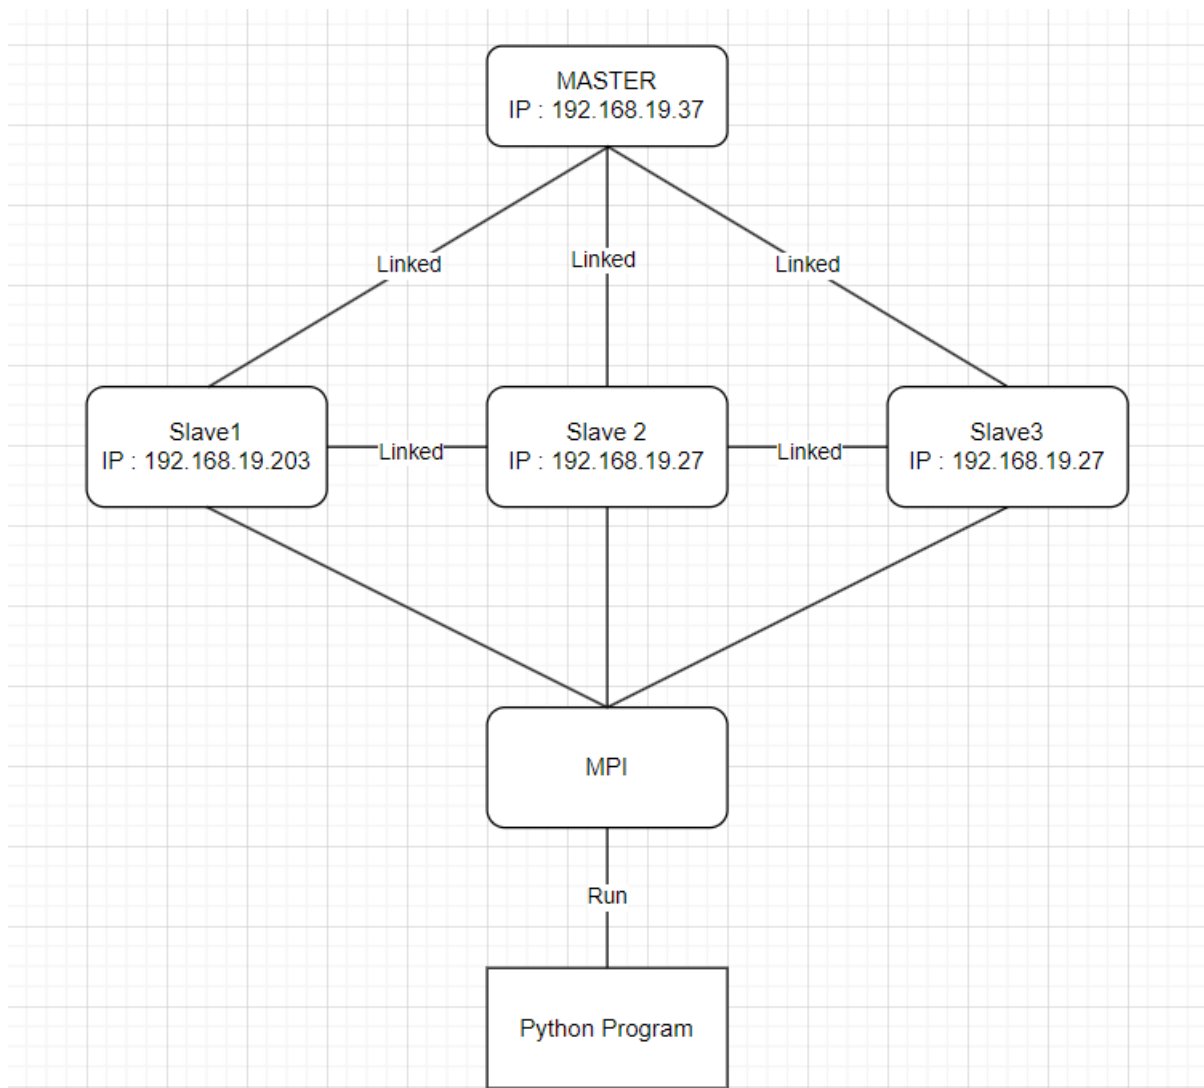 MASTER
IP : 192.168.19.37
Linked
Linked
Linked
Slave1
IP : 192.168.19.203
Linked
Slave 2
IP : 192.168.19.27
Linked
Slave3
IP : 192.168.19.27
MPI
Run
Python Program